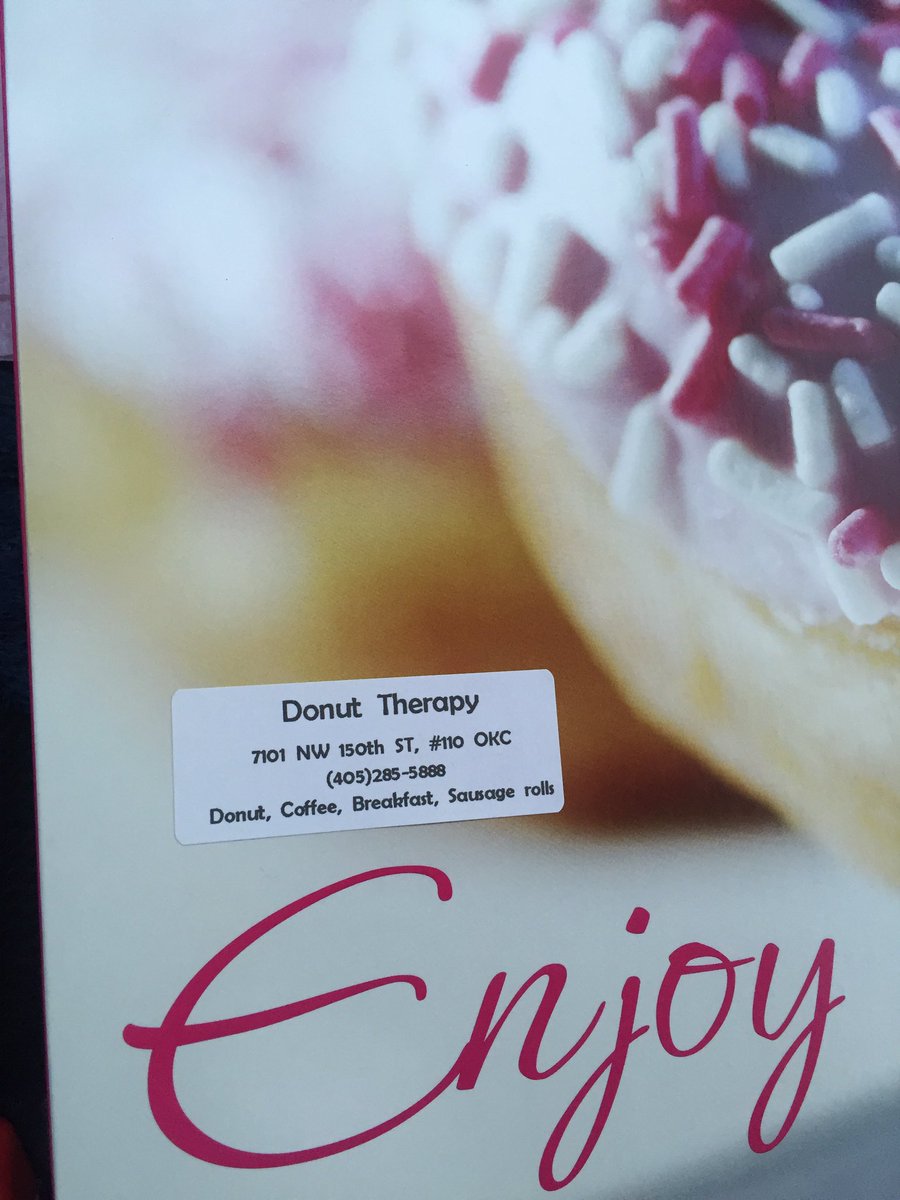 Donut Therapy
7101 NW 150th ST, #110 OKC
(405)285-5888
Donut, Coffee, Breakfast, Sausage rolls
Enjoy